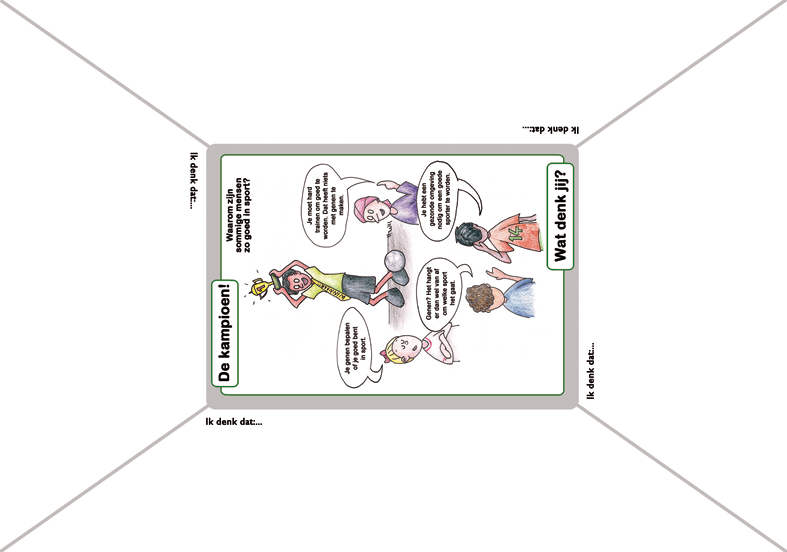 De kampioen!
Waarom zijn
sommige mensen
zo goed in sport?
Je genen bepalen
of je goed bent
in sport.
Je moet hard
trainen om goed te
worden. Dat heeft niets
met genen te
maken.
Genen? Het hangt
er dan wel van af
om welke sport
het gaat.
Je hebt een
gezonde omgeving
nodig om een goede
sporter te worden.
14
Wat denk jij?
Ik denk dat:...
Ik denk dat:...
Ik denk dat:...
Ik denk dat:...